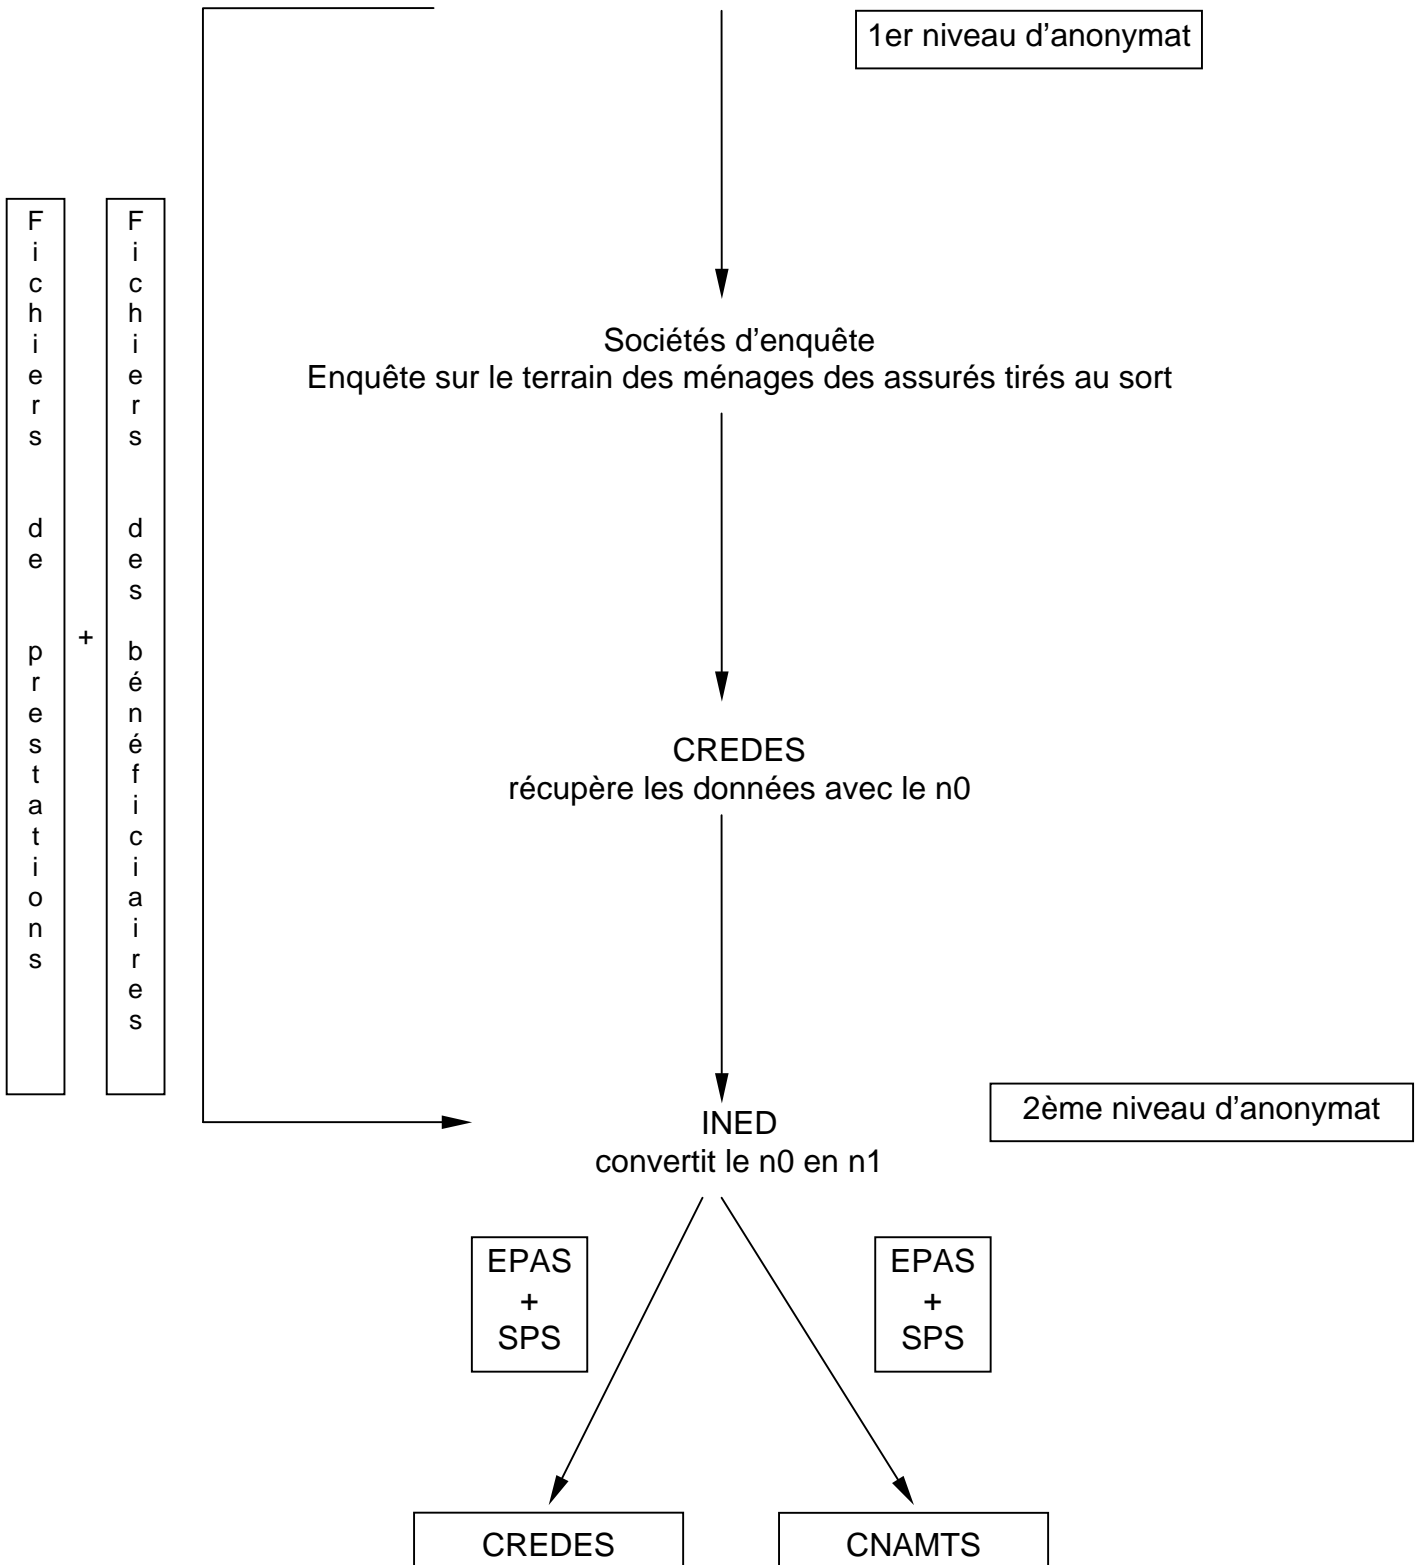 1er niveau d’anonymat
Fichiers de prestations
+
Fichiers des bénéficiaires
Sociétés d’enquête
Enquête sur le terrain des ménages des assurés tirés au sort
CREDES
récupère les données avec le n0
INED
convertit le n0 en n1
2ème niveau d’anonymat
EPAS
+
SPS
EPAS
+
SPS
CREDES
CNAMTS